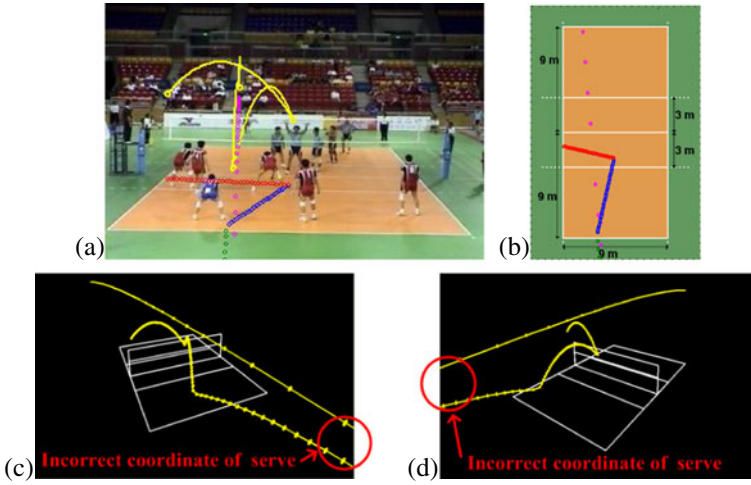 (a)
9 m
3 m
3 m
9 m
9 m
(b)
Incorrect coordinate of serve
(c)
Incorrect coordinate of serve
(d)